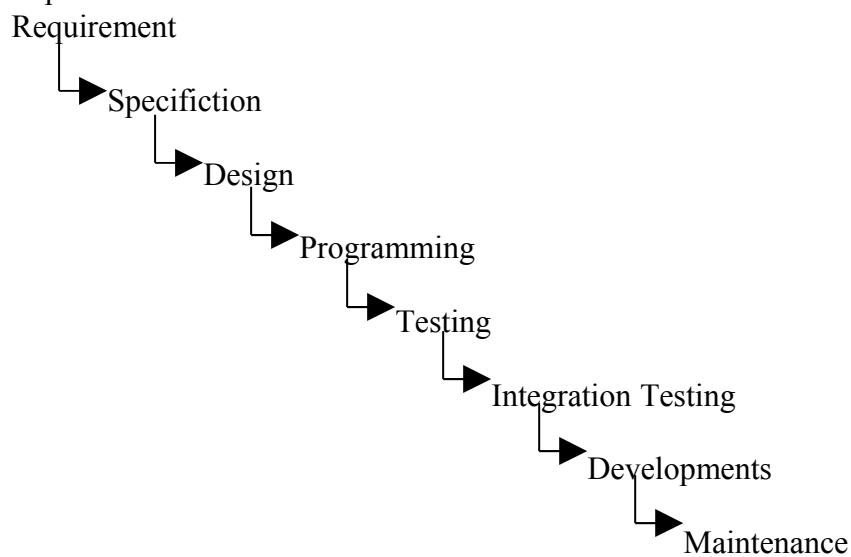 Requirement
Specifiction
Design
Programming
Testing
Integration Testing
Developments
Maintenance